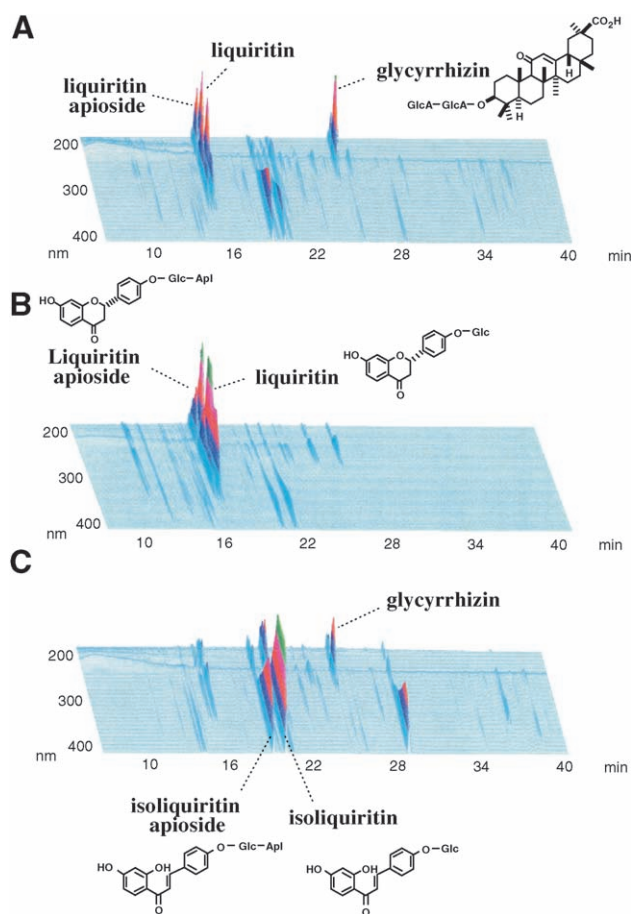 A
liquiritin
liquiritin
apioside
glycyrrhizin
CO₂H
O
H
GlcA–GlcA–O
H
200
300
400
nm
10
16
22
28
34
40
min
B
O–Glc–Apl
HO
O
O
Liquiritin
apioside
liquiritin
O–Glc
HO
O
O
200
300
400
nm
10
16
22
28
34
40
min
C
glycyrrhizin
200
300
400
nm
10
16
22
28
34
40
min
isoliquiritin
apioside
isoliquiritin
O–Glc–Apl
HO
OH
O
O–Glc
HO
OH
O